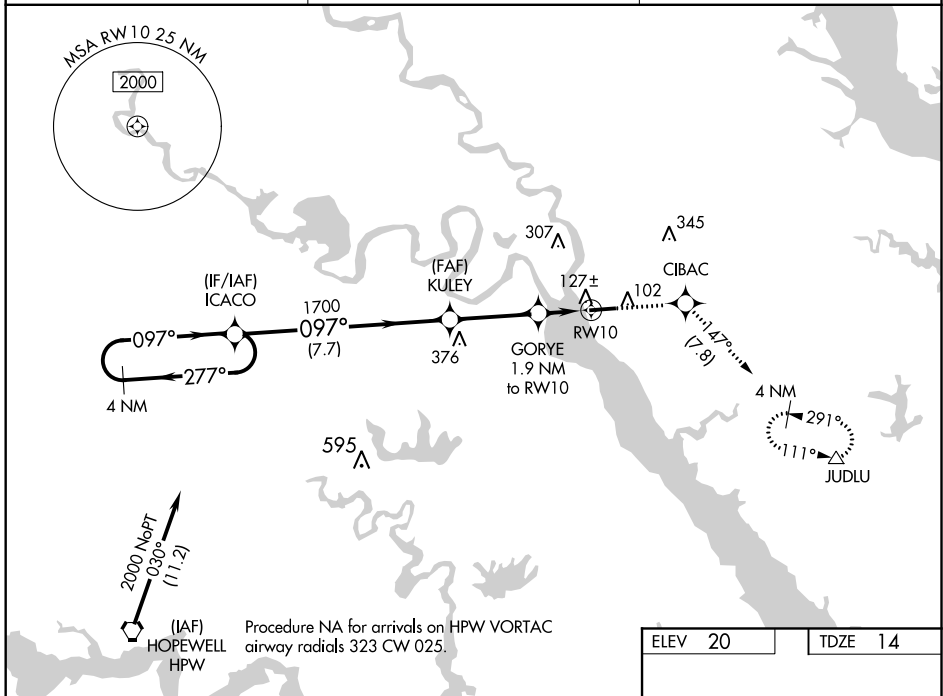 MSA RW10 25 NM
2000
307
345
(IF/IAF)
ICACO
(FAF)
KULEY
127±
102
CIBAC
1700
097°
(7.7)
097°
277°
4 NM
376
GORYE
1.9 NM
to RW10
RW10
147°
(7.8)
4 NM
291°
111°
JUDLU
595
2000 NoPT
030°
(11.2)
(IAF)
HOPEWELL
HPW
Procedure NA for arrivals on HPW VORTAC
airway radials 323 CW 025.
ELEV 20
TDZE 14